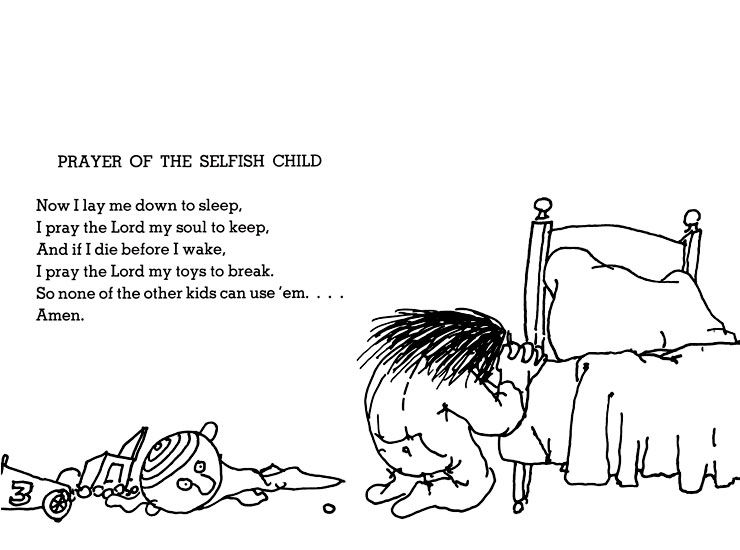 PRAYER OF THE SELFISH CHILD
Now I lay me down to sleep,
I pray the Lord my soul to keep,
And if I die before I wake,
I pray the Lord my toys to break.
So none of the other kids can use 'em. . . .
Amen.
3